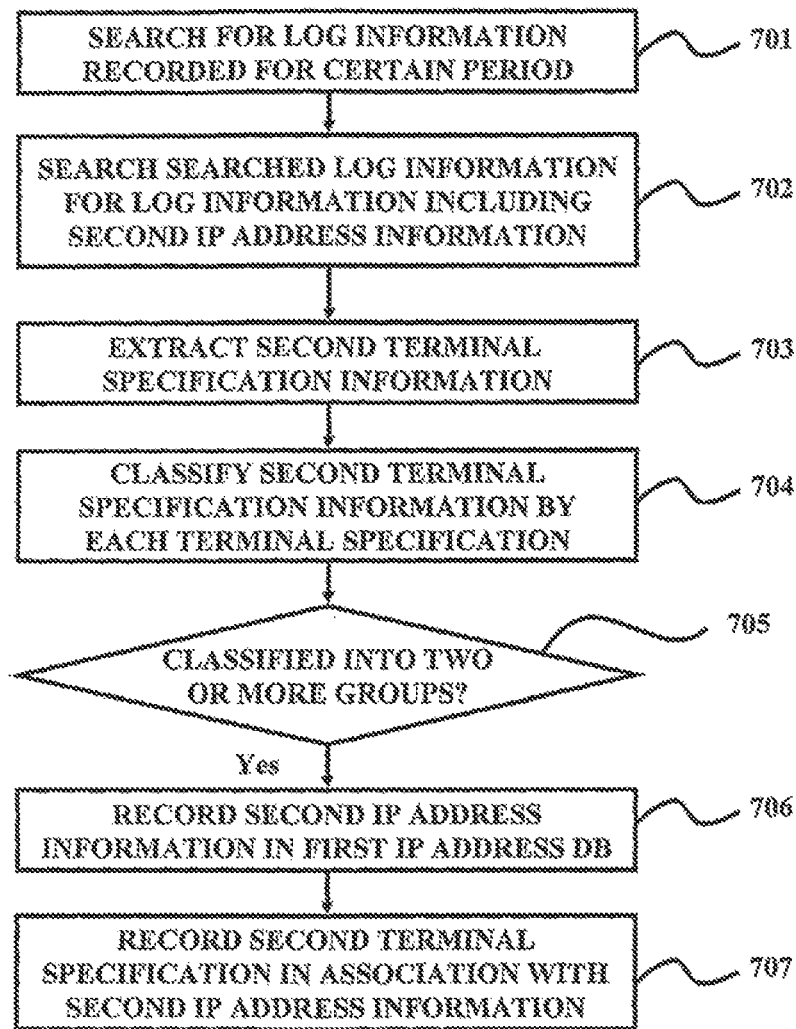 SEARCH FOR LOG INFORMATION
RECORDED FOR CERTAIN PERIOD
701
SEARCH SEARCHED LOG INFORMATION
FOR LOG INFORMATION INCLUDING
SECOND IP ADDRESS INFORMATION
702
EXTRACT SECOND TERMINAL
SPECIFICATION INFORMATION
703
CLASSIFY SECOND TERMINAL
SPECIFICATION INFORMATION BY
EACH TERMINAL SPECIFICATION
704
CLASSIFIED INTO TWO
OR MORE GROUPS?
705
Yes
RECORD SECOND IP ADDRESS
INFORMATION IN FIRST IP ADDRESS DB
706
RECORD SECOND TERMINAL
SPECIFICATION IN ASSOCIATION WITH
SECOND IP ADDRESS INFORMATION
707